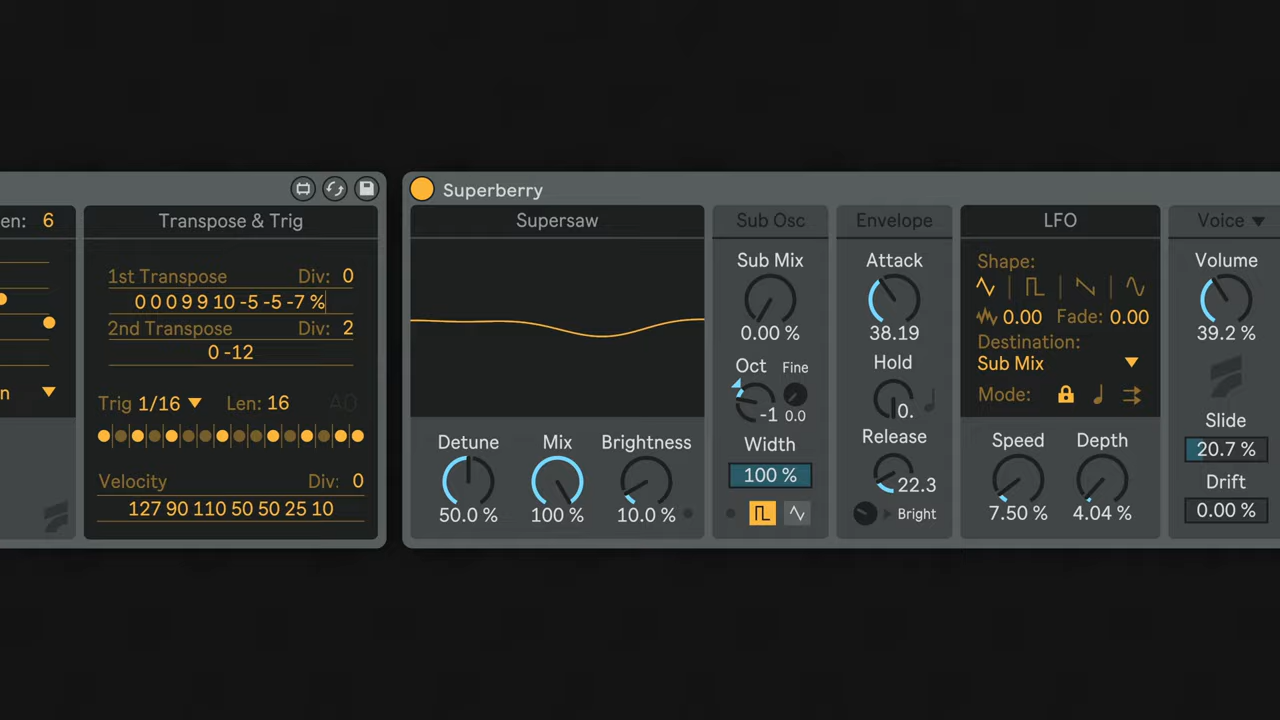 en: 6
n
Transpose & Trig
1st Transpose Div: 0
0 0 0 9 9 10 -5 -5 -7 %
2nd Transpose Div: 2
0 -12
Trig 1/16 Len: 16
Velocity Div: 0
127 90 110 50 50 25 10
Superberry
Supersaw
Detune Mix Brightness
50.0 % 100 % 10.0 %
Sub Osc
Sub Mix
0.00 %
Oct Fine
-1 0.0
Width
100 %
Envelope
Attack
38.19
Hold
0.
Release
22.3
Bright
LFO
Shape:
0.00 Fade: 0.00
Destination:
Sub Mix
Mode:
Speed Depth
7.50 % 4.04 %
Voice
Volume
39.2 %
Slide
20.7 %
Drift
0.00 %